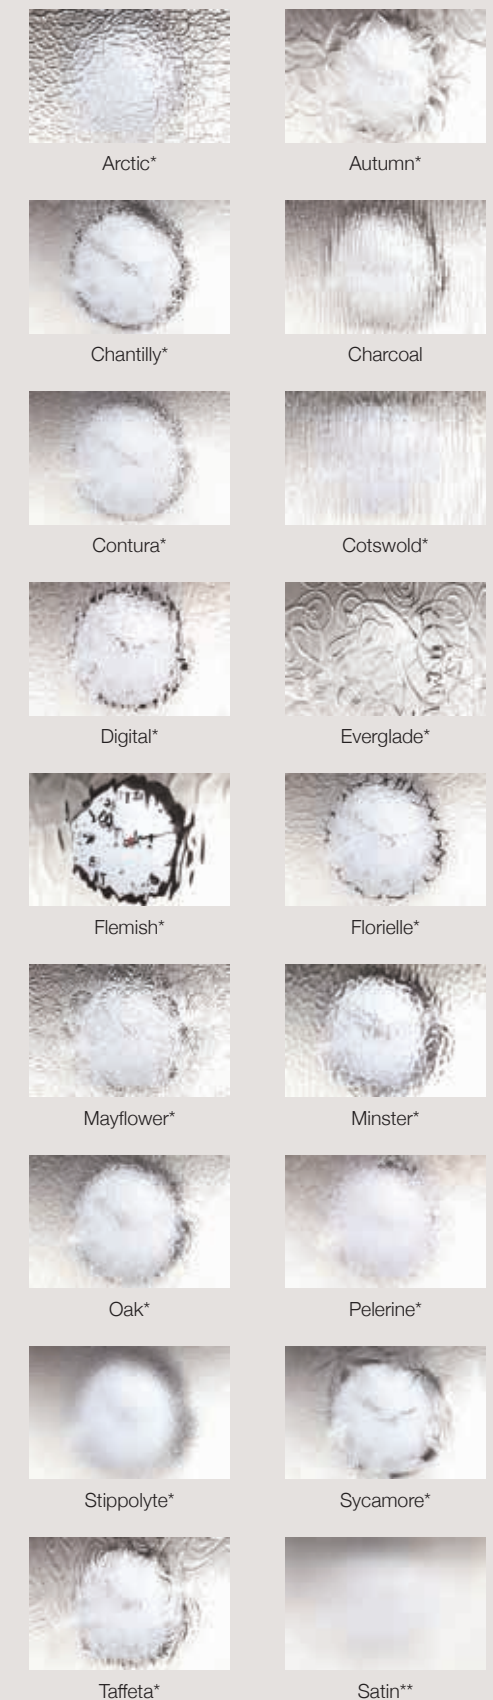 Arctic*
Autumn*
Chantilly*
Charcoal
Contura*
Cotswold*
Digital*
Everglade*
Flemish*
Florielle*
Mayflower*
Minster*
Oak*
Pelerine*
Stippolyte*
Sycamore*
Taffeta*
Satin**